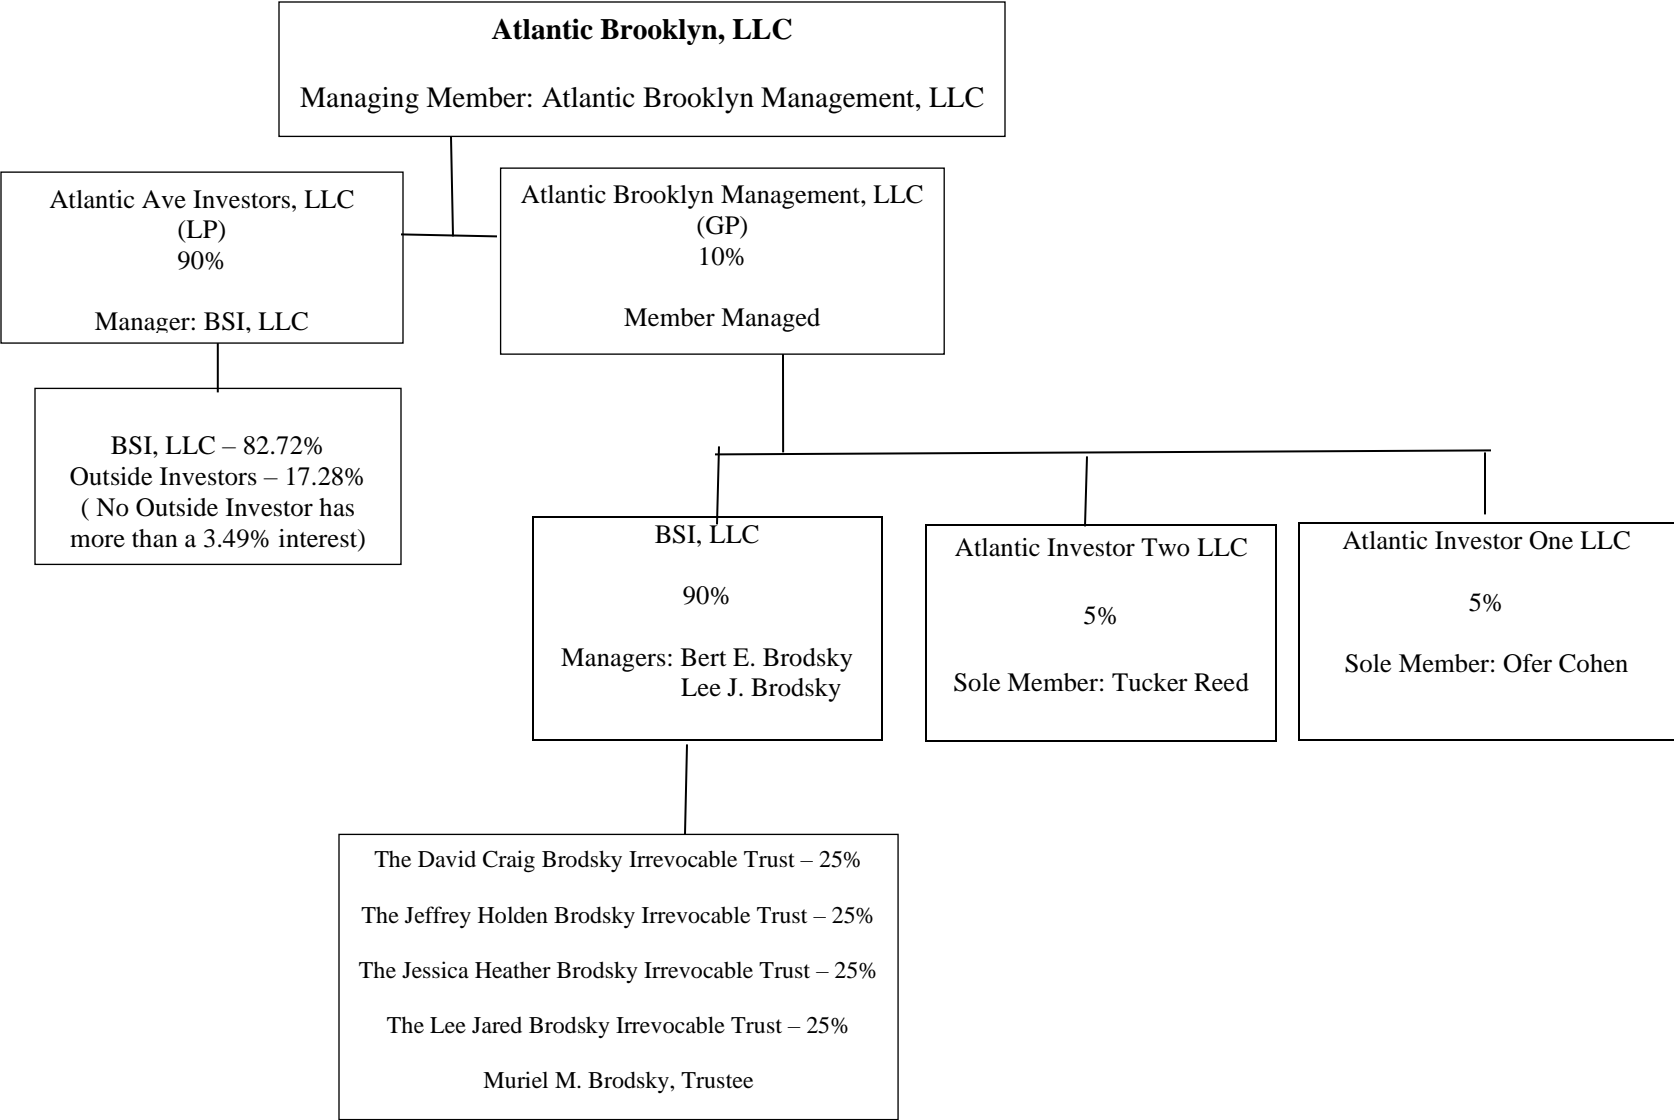 Atlantic Brooklyn, LLC
Managing Member: Atlantic Brooklyn Management, LLC
Atlantic Ave Investors, LLC
(LP)
90%
Manager: BSI, LLC
Atlantic Brooklyn Management, LLC
(GP)
10%
Member Managed
BSI, LLC – 82.72%
Outside Investors – 17.28%
( No Outside Investor has
more than a 3.49% interest)
BSI, LLC
90%
Managers: Bert E. Brodsky
Lee J. Brodsky
Atlantic Investor Two LLC
5%
Sole Member: Tucker Reed
Atlantic Investor One LLC
5%
Sole Member: Ofer Cohen
The David Craig Brodsky Irrevocable Trust – 25%
The Jeffrey Holden Brodsky Irrevocable Trust – 25%
The Jessica Heather Brodsky Irrevocable Trust – 25%
The Lee Jared Brodsky Irrevocable Trust – 25%
Muriel M. Brodsky, Trustee